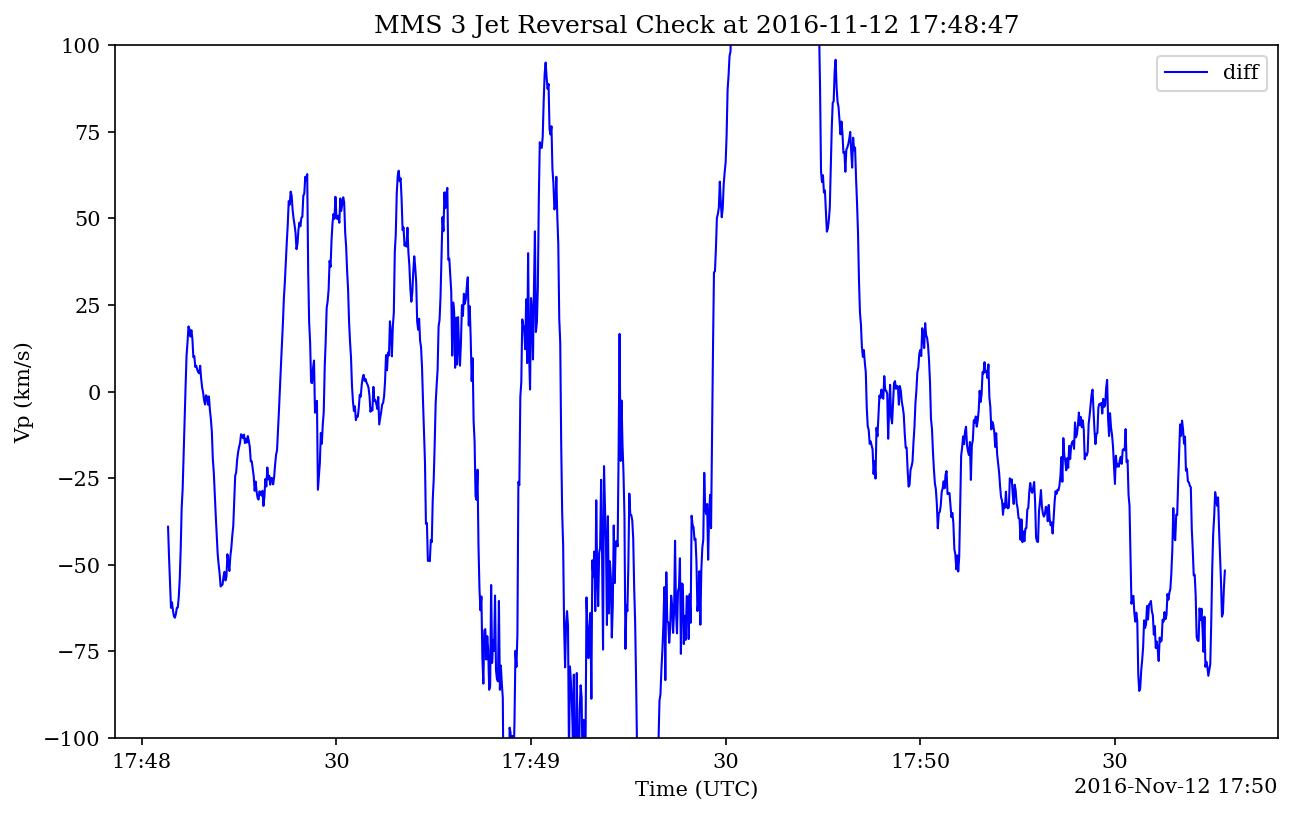 MMS 3 Jet Reversal Check at 2016-11-12 17:48:47
diff
100
75
50
25
0
−25
−50
−75
−100
Vp (km/s)
17:48 30 17:49 30 17:50 30
Time (UTC)
2016-Nov-12 17:50